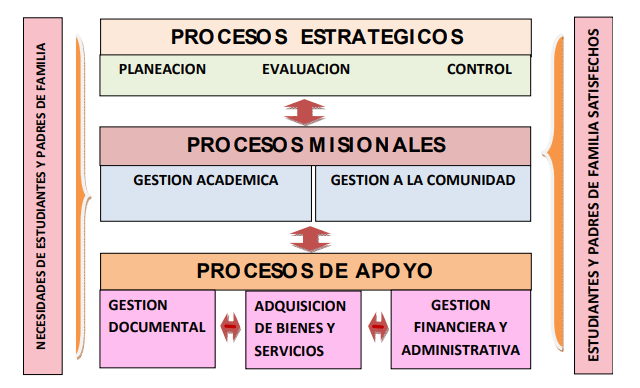 NECESIDADES DE ESTUDIANTES Y PADRES DE FAMILIA
PROCESOS ESTRATEGICOS
PLANEACION EVALUACION CONTROL
PROCESOS MISIONALES
GESTION ACADEMICA
GESTION A LA COMUNIDAD
PROCESOS DE APOYO
GESTION
DOCUMENTAL
ADQUISICION
DE BIENES Y
SERVICIOS
GESTION
FINANCIERA Y
ADMINISTRATIVA
ESTUDIANTES Y PADRES DE FAMILIA SATISFECHOS